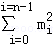 i=n-1
Σ m_i^2
i=0